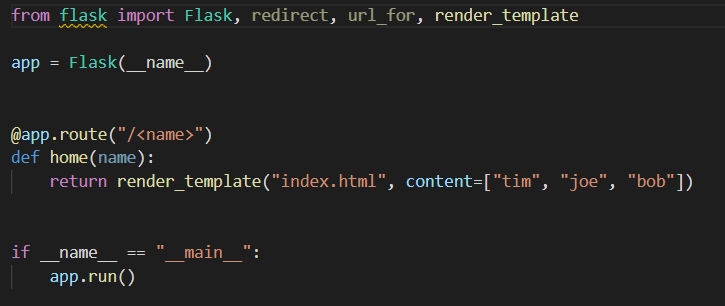 from flask import Flask, redirect, url_for, render_template
app = Flask(__name__)
@app.route("/<name>")
def home(name):
    return render_template("index.html", content=["tim", "joe", "bob"])
if __name__ == "__main__":
    app.run()